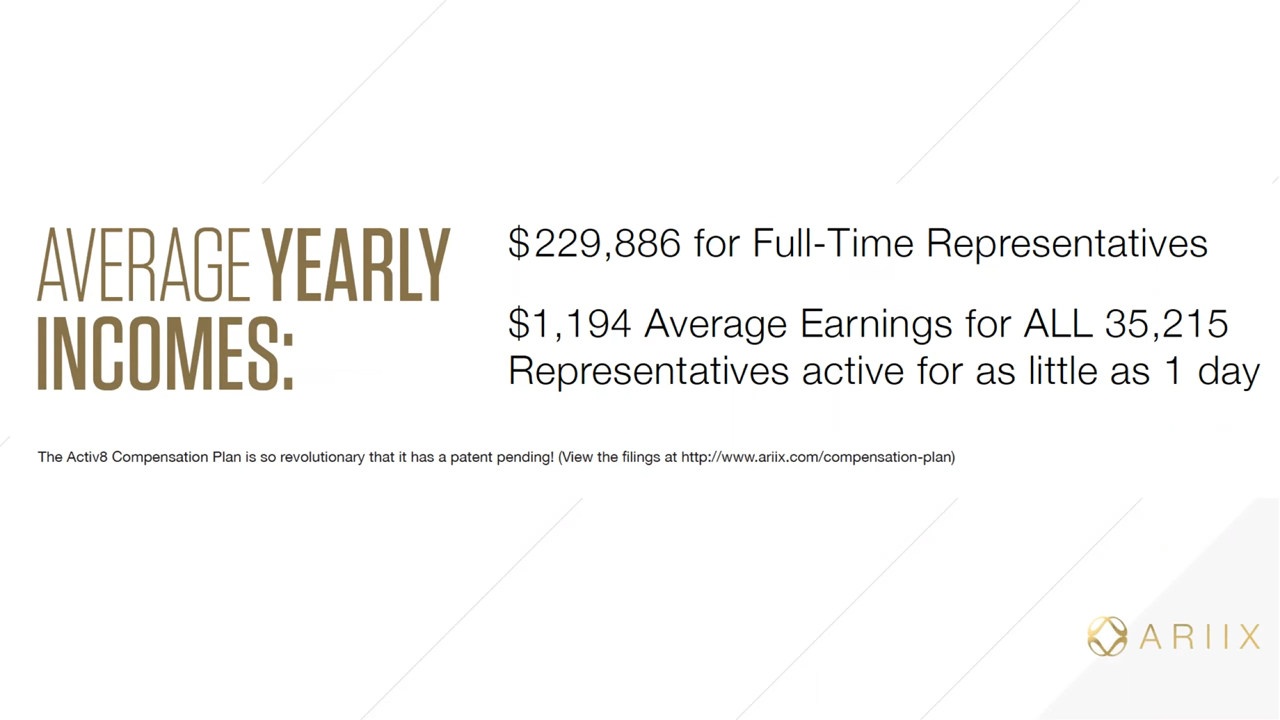 AVERAGE YEARLY
INCOMES:
$229,886 for Full-Time Representatives
$1,194 Average Earnings for ALL 35,215
Representatives active for as little as 1 day
The Activ8 Compensation Plan is so revolutionary that it has a patent pending! (View the filings at http://www.ariix.com/compensation-plan)
ARIIX